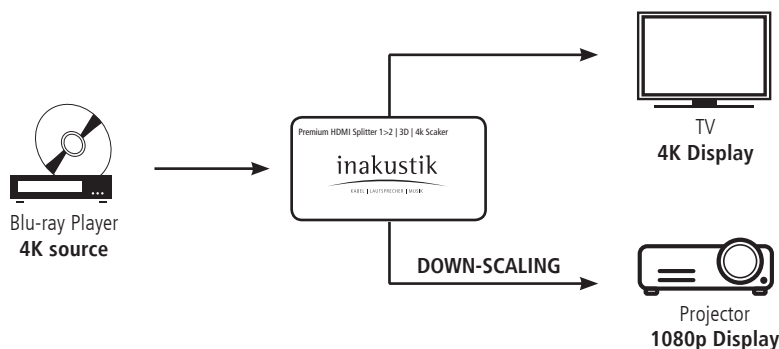 Blu-ray Player
4K source
Premium HDMI Splitter 1>2 | 3D | 4k Scaker
inakustik
KABEL | LAUTSPRECHER | MUSIK
DOWN-SCALING
TV
4K Display
Projector
1080p Display